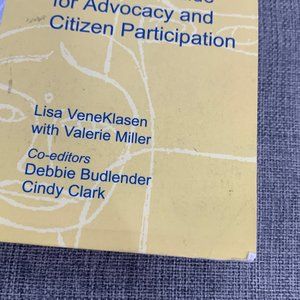 for Advocacy and
Citizen Participation
Lisa VeneKlasen
with Valerie Miller
Co-editors
Debbie Budlender
Cindy Clark